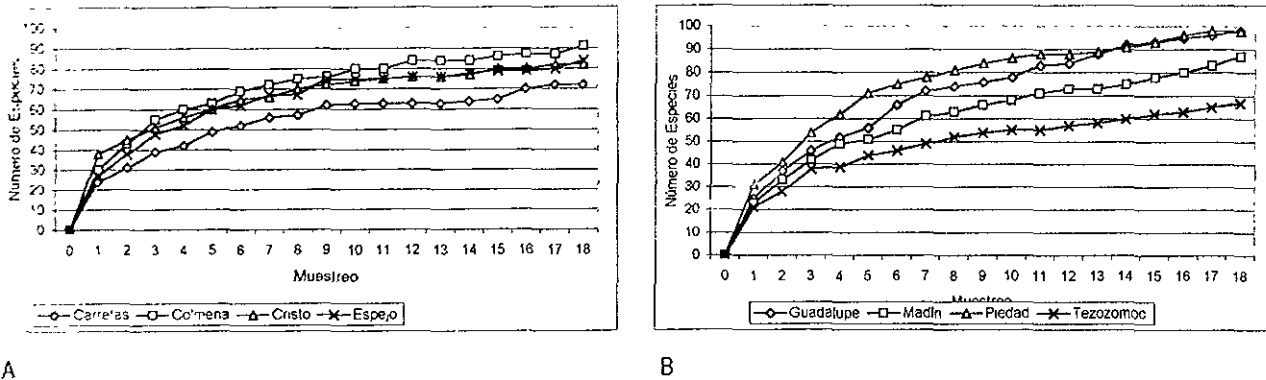 100
90
80
70
60
50
40
30
20
10
0
Número de Especies
0 1 2 3 4 5 6 7 8 9 10 11 12 13 14 15 16 17 18
Muestreo
Carretas Colmena Cristo Espejo
A
100
90
80
70
60
50
40
30
20
10
0
Número de Especies
0 1 2 3 4 5 6 7 8 9 10 11 12 13 14 15 16 17 18
Muestreo
Guadalupe Madín Piedad Tezozomoc
B